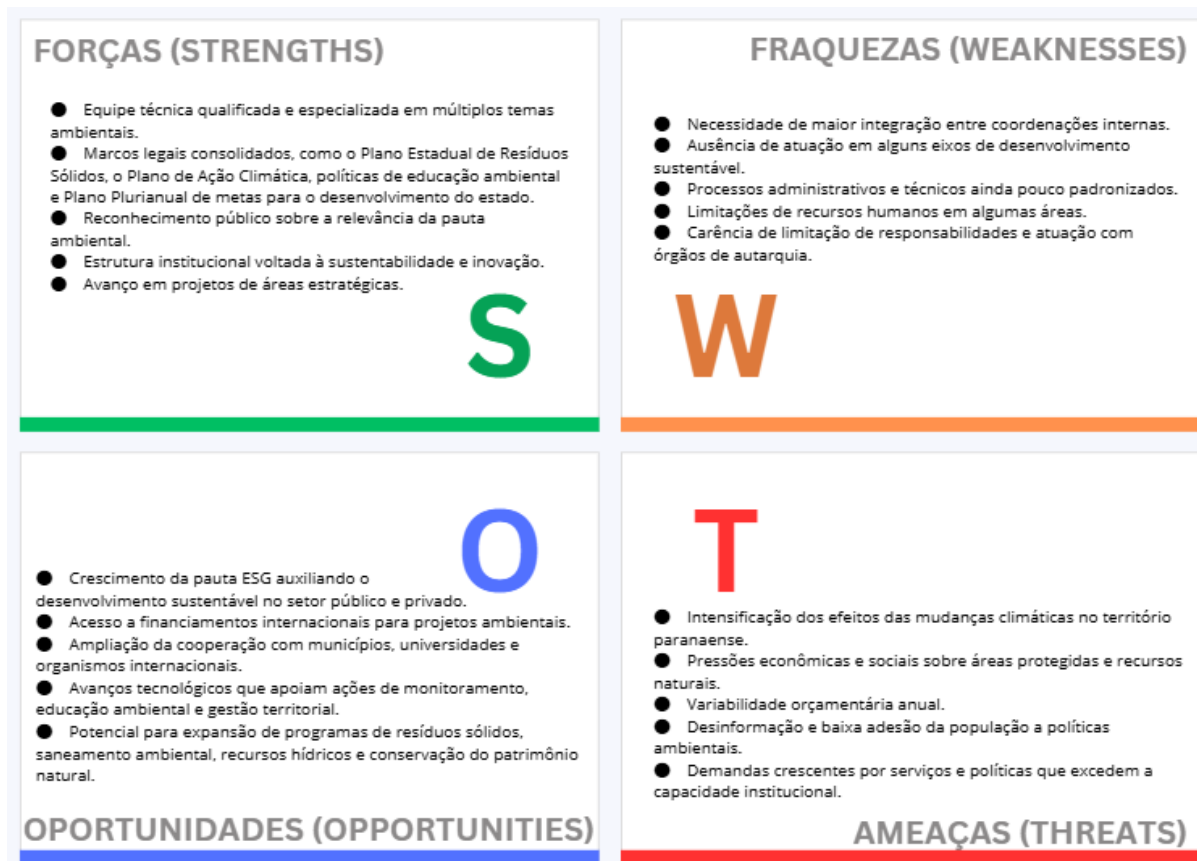 FORÇAS (STRENGTHS)
● Equipe técnica qualificada e especializada em múltiplos temas
ambientais.
● Marcos legais consolidados, como o Plano Estadual de Resíduos
Sólidos, o Plano de Ação Climática, políticas de educação ambiental
e Plano Plurianual de metas para o desenvolvimento do estado.
● Reconhecimento público sobre a relevância da pauta
ambiental.
● Estrutura institucional voltada à sustentabilidade e inovação.
● Avanço em projetos de áreas estratégicas.
S
FRAQUEZAS (WEAKNESSES)
● Necessidade de maior integração entre coordenações internas.
● Ausência de atuação em alguns eixos de desenvolvimento
sustentável.
● Processos administrativos e técnicos ainda pouco padronizados.
● Limitações de recursos humanos em algumas áreas.
● Carência de limitação de responsabilidades e atuação com
órgãos de autarquia.
W
O
● Crescimento da pauta ESG auxiliando o
desenvolvimento sustentável no setor público e privado.
● Acesso a financiamentos internacionais para projetos ambientais.
● Ampliação da cooperação com municípios, universidades e
organismos internacionais.
● Avanços tecnológicos que apoiam ações de monitoramento,
educação ambiental e gestão territorial.
● Potencial para expansão de programas de resíduos sólidos,
saneamento ambiental, recursos hídricos e conservação do patrimônio
natural.
OPORTUNIDADES (OPPORTUNITIES)
T
● Intensificação dos efeitos das mudanças climáticas no território
paranaense.
● Pressões econômicas e sociais sobre áreas protegidas e recursos
naturais.
● Variabilidade orçamentária anual.
● Desinformação e baixa adesão da população a políticas
ambientais.
● Demandas crescentes por serviços e políticas que excedem a
capacidade institucional.
AMEAÇAS (THREATS)